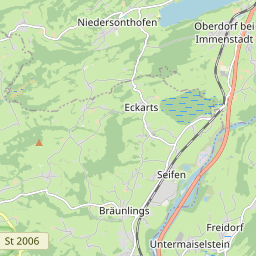 Niedersonthofen
Oberdorf bei
Immenstadt
Eckarts
Seifen
Bräunlings
Freidorf
St 2006
Untermaiselstein